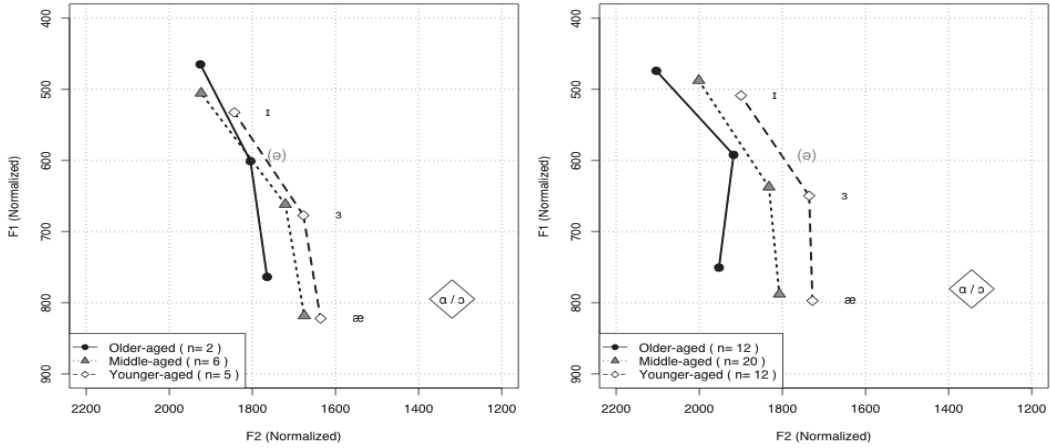 400
500
600
700
800
900
F1 (Normalized)
ɪ
(ə)
ɜ
æ
ɑ / ɔ
Older-aged ( n= 2 )
Middle-aged ( n= 6 )
Younger-aged ( n= 5 )
2200 2000 1800 1600 1400 1200
F2 (Normalized)
400
500
600
700
800
900
F1 (Normalized)
ɪ
(ə)
ɜ
æ
ɑ / ɔ
Older-aged ( n= 12 )
Middle-aged ( n= 20 )
Younger-aged ( n= 12 )
2200 2000 1800 1600 1400 1200
F2 (Normalized)